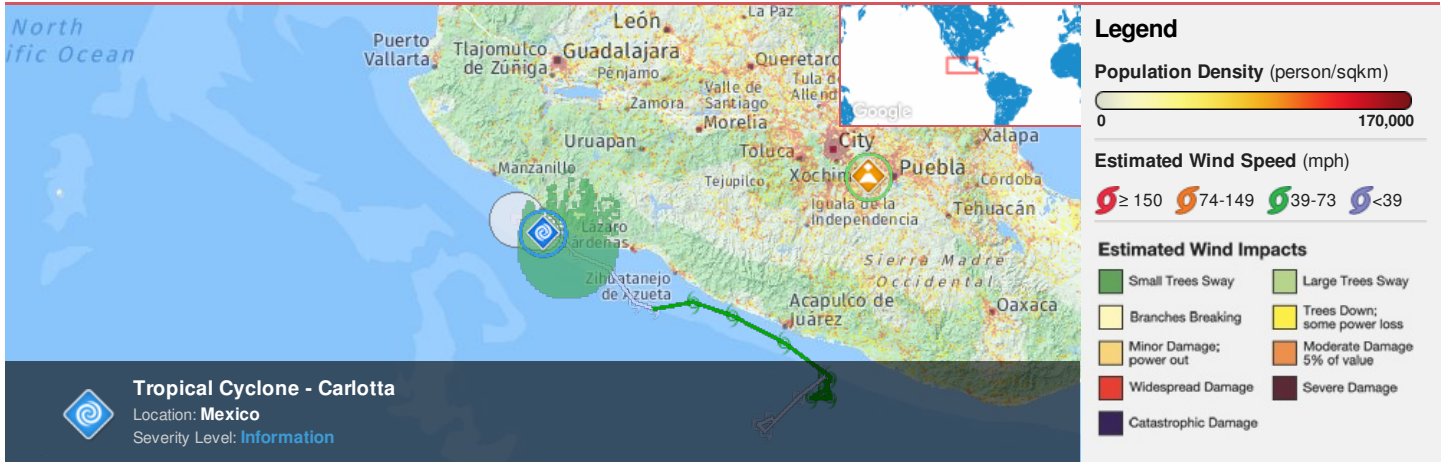 North
ific Ocean
León
La Paz
Puerto
Vallarta
Tlajomulco
de Zúñiga
Guadalajara
Pénjamo
Queretaro
Tula d
Allend
Valle de
Santiago
Zamora
Morelia
Google
Uruapan
Toluca
City
Xalapa
Manzanillo
Tejupilco
Xochim
Puebla
Córdoba
Iguala de la
Independencia
Tehuacán
Lázaro
Cárdenas
Sierra Madre
Occidental
Zihuatanejo
de Azueta
Acapulco de
Juárez
Oaxaca
Tropical Cyclone - Carlotta
Location: Mexico
Severity Level: Information
Legend
Population Density (person/sqkm)
0 170,000
Estimated Wind Speed (mph)
≥ 150 74-149 39-73 <39
Estimated Wind Impacts
Small Trees Sway
Large Trees Sway
Branches Breaking
Trees Down;
some power loss
Minor Damage;
power out
Moderate Damage
5% of value
Widespread Damage
Severe Damage
Catastrophic Damage